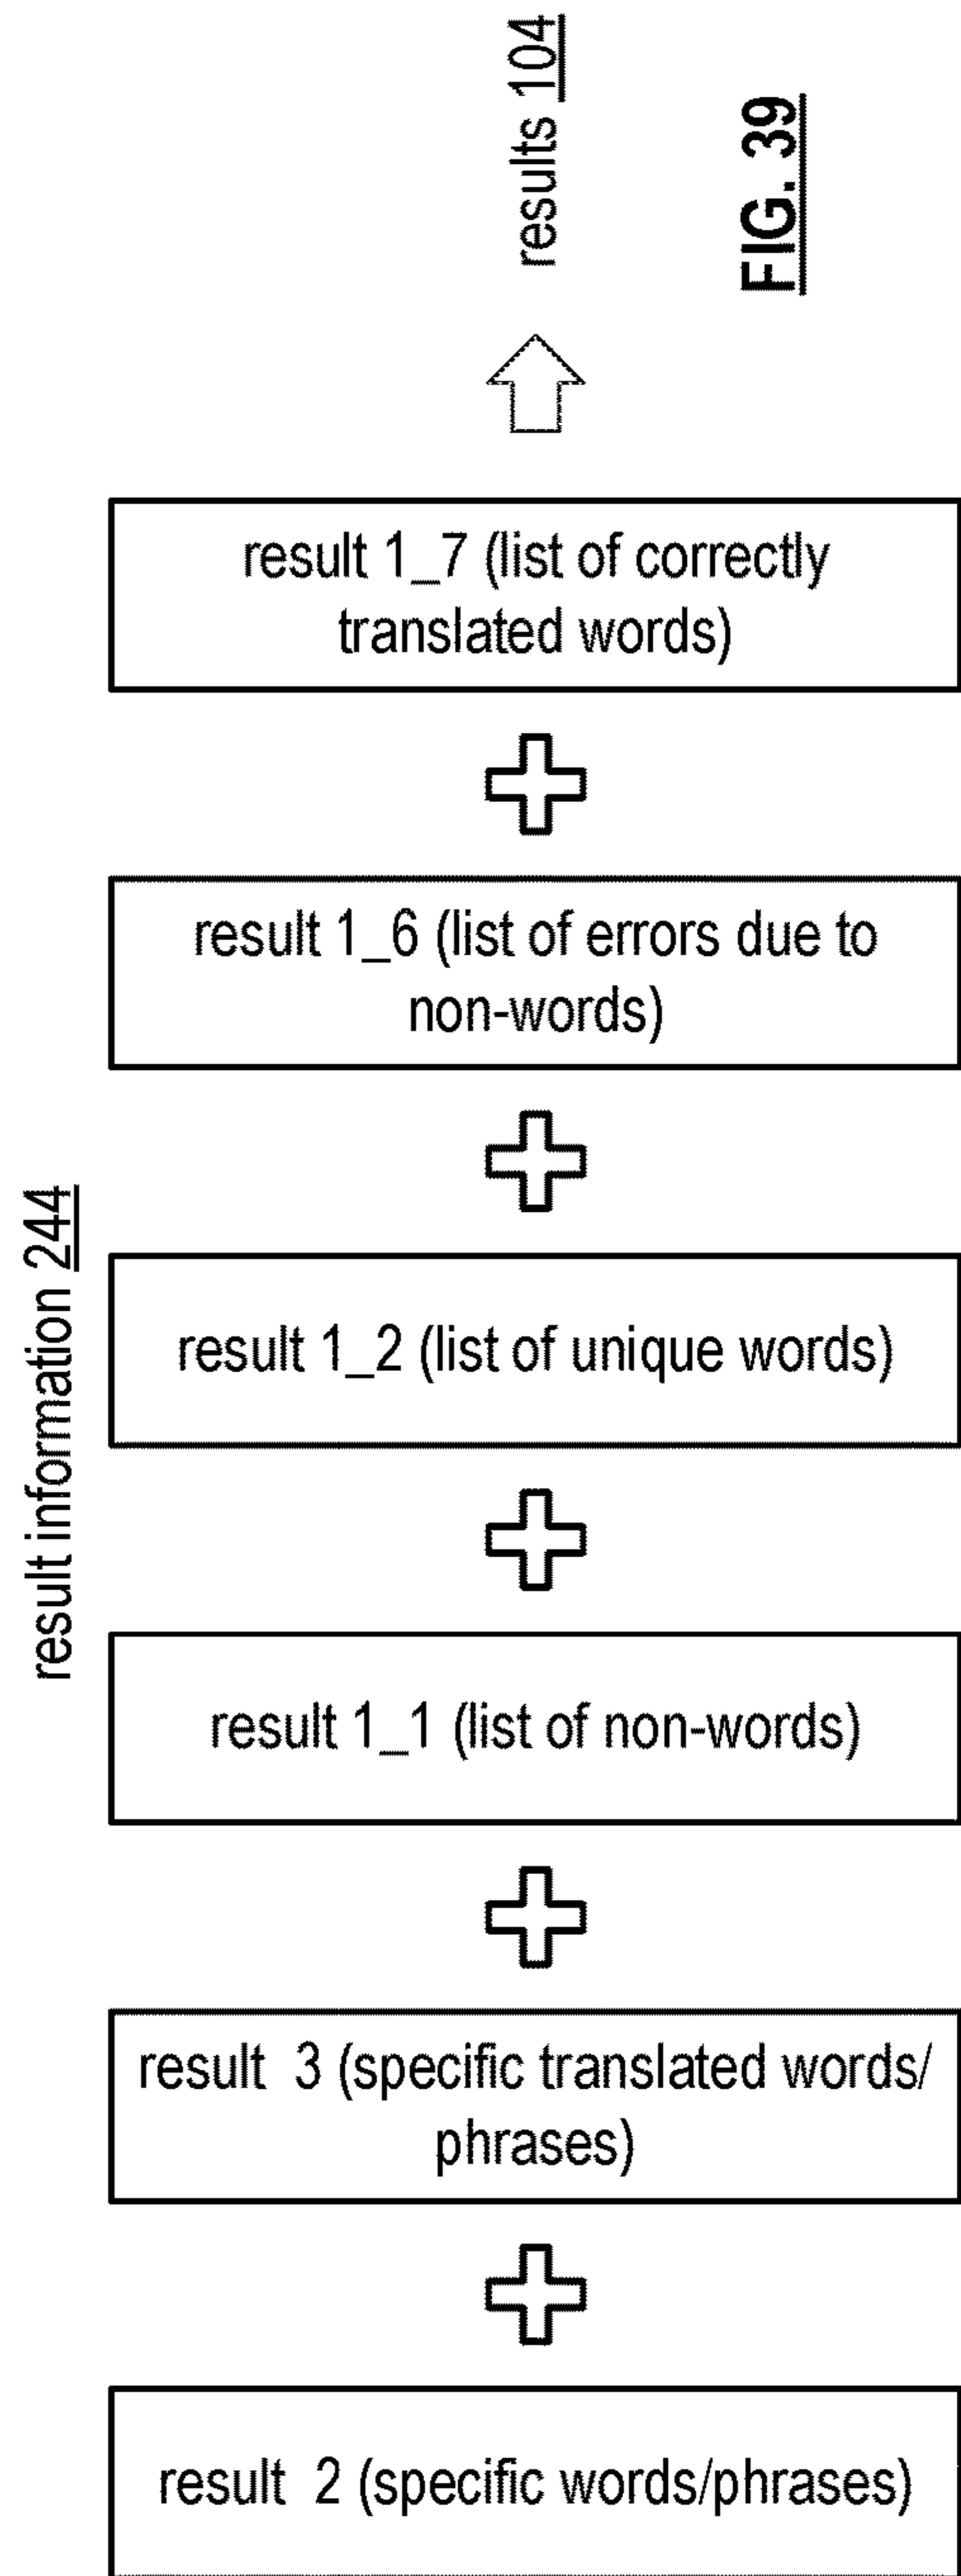 results 104
FIG. 39
result 1_7 (list of correctly
translated words)
result 1_6 (list of errors due to
non-words)
result information 244
result 1_2 (list of unique words)
result 1_1 (list of non-words)
result 3 (specific translated words/
phrases)
result 2 (specific words/phrases)